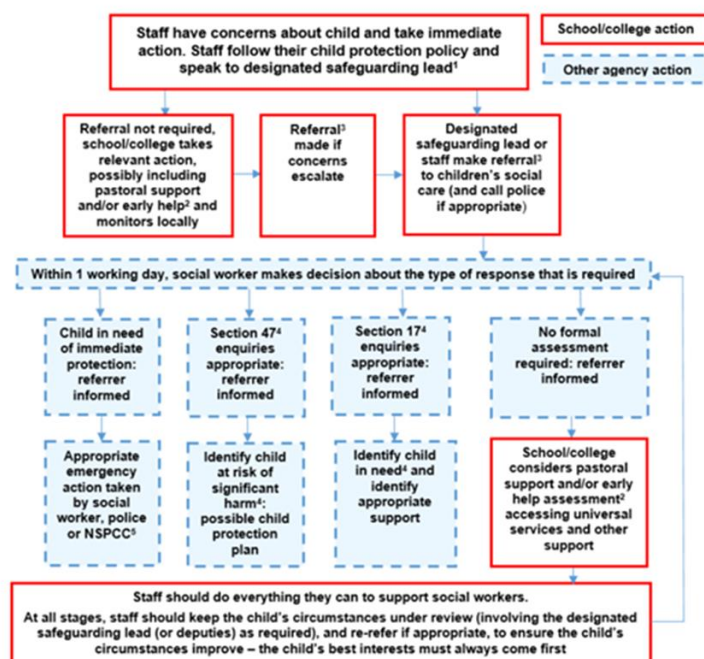 Staff have concerns about child and take immediate
action. Staff follow their child protection policy and
speak to designated safeguarding lead¹
School/college action
Other agency action
Referral not required,
school/college takes
relevant action,
possibly including
pastoral support
and/or early help² and
monitors locally
Referral³
made if
concerns
escalate
Designated
safeguarding lead or
staff make referral³
to children's social
care (and call police
if appropriate)
Within 1 working day, social worker makes decision about the type of response that is required
Child in need
of immediate
protection:
referrer
informed
Section 47⁴
enquiries
appropriate:
referrer
informed
Section 17⁴
enquiries
appropriate:
referrer
informed
No formal
assessment
required: referrer
informed
Appropriate
emergency
action taken
by social
worker, police
or NSPCC⁵
Identify child
at risk of
significant
harm⁴:
possible child
protection
plan
Identify child
in need⁴ and
identify
appropriate
support
School/college
considers pastoral
support and/or early
help assessment²
accessing universal
services and other
support
Staff should do everything they can to support social workers.
At all stages, staff should keep the child's circumstances under review (involving the designated
safeguarding lead (or deputies) as required), and re-refer if appropriate, to ensure the child's
circumstances improve – the child's best interests must always come first